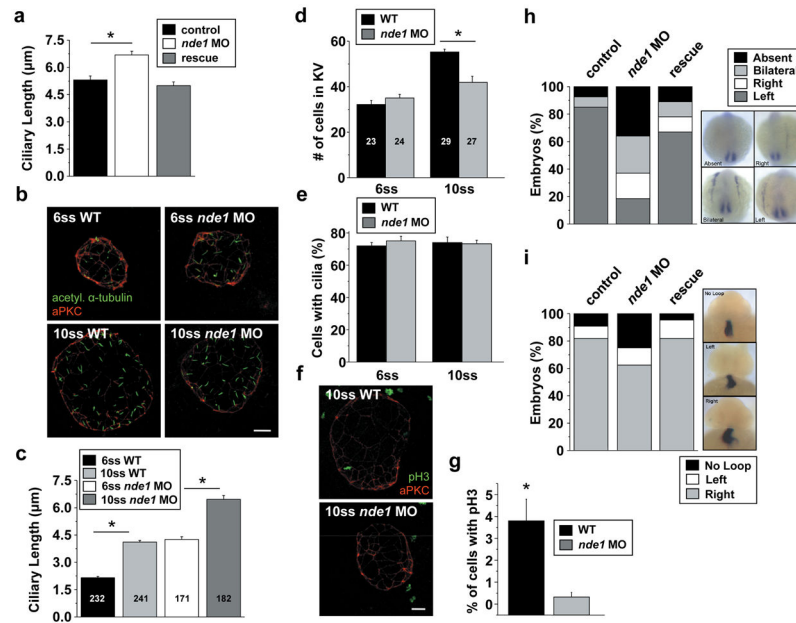 a
control
nde1 MO
rescue
*
Ciliary Length (µm)
7.5
6.0
4.5
3.0
1.5
0.0
b
6ss WT
6ss nde1 MO
acetyl. α-tubulin
aPKC
10ss WT
10ss nde1 MO
c
6ss WT
10ss WT
6ss nde1 MO
10ss nde1 MO
*
*
Ciliary Length (µm)
7.5
6.0
4.5
3.0
1.5
0.0
232
241
171
182
d
WT
nde1 MO
*
# of cells in KV
60
40
20
0
23
24
29
27
6ss
10ss
e
WT
nde1 MO
Cells with cilia (%)
80
60
40
20
0
6ss
10ss
f
10ss WT
pH3
aPKC
10ss nde1 MO
g
% of cells with pH3
5
4
3
2
1
0
*
WT
nde1 MO
h
control
nde1 MO
rescue
Absent
Bilateral
Right
Left
Embryos (%)
100
80
60
40
20
0
Absent
Right
Bilateral
Left
i
control
nde1 MO
rescue
Embryos (%)
100
80
60
40
20
0
No Loop
Left
Right
No Loop
Left
Right